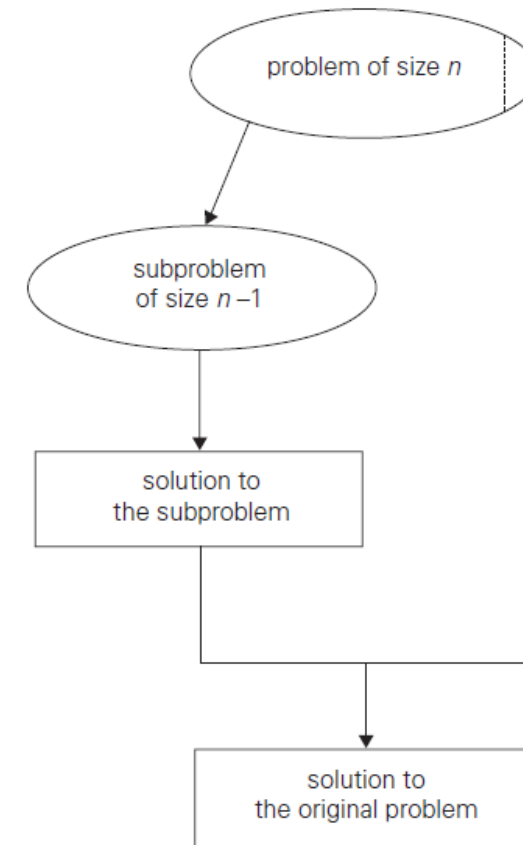 problem of size n
subproblem
of size n –1
solution to
the subproblem
solution to
the original problem